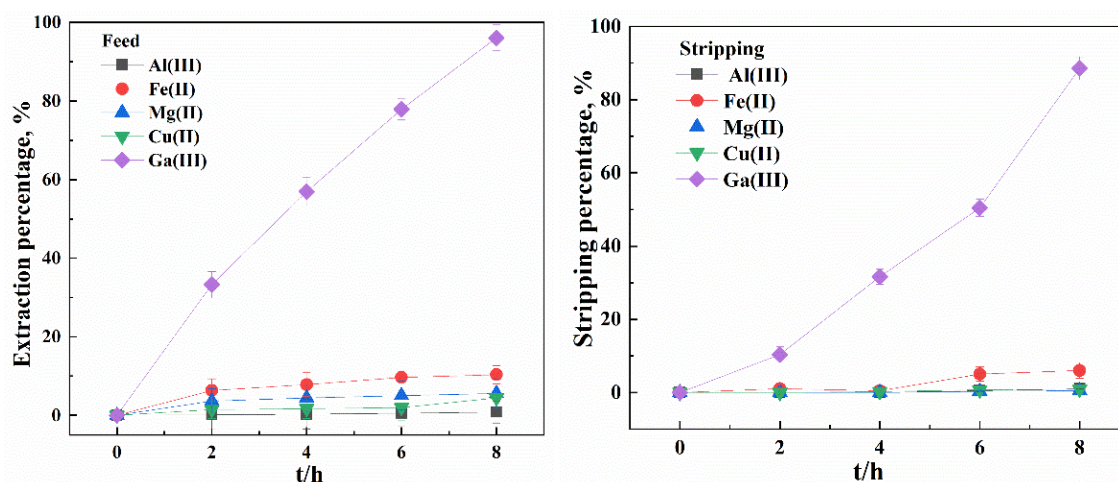 Extraction percentage, %
100
80
60
40
20
0
Feed
Al(III)
Fe(II)
Mg(II)
Cu(II)
Ga(III)
0 2 4 6 8
t/h
Stripping percentage, %
100
80
60
40
20
0
Stripping
Al(III)
Fe(II)
Mg(II)
Cu(II)
Ga(III)
0 2 4 6 8
t/h